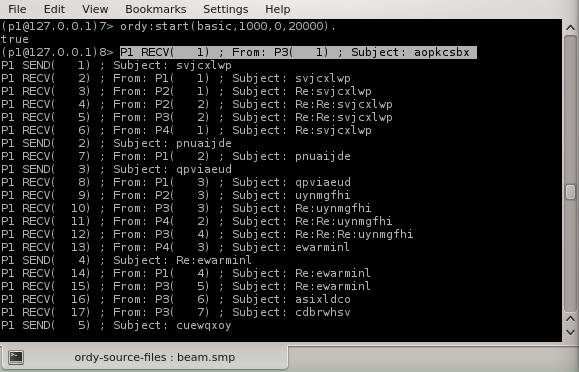 File Edit View Bookmarks Settings Help
(p1@127.0.0.1)7> ordy:start(basic,1000,0,20000).
true
(p1@127.0.0.1)8> P1 RECV(   1) ; From: P3(   1) ; Subject: aopkcsbx
P1 SEND(   1) ; Subject: svjcxlwp
P1 RECV(   2) ; From: P1(   1) ; Subject: svjcxlwp
P1 RECV(   3) ; From: P2(   1) ; Subject: Re:svjcxlwp
P1 RECV(   4) ; From: P2(   2) ; Subject: Re:Re:svjcxlwp
P1 RECV(   5) ; From: P3(   2) ; Subject: Re:Re:svjcxlwp
P1 RECV(   6) ; From: P4(   1) ; Subject: Re:svjcxlwp
P1 SEND(   2) ; Subject: pnuaijde
P1 RECV(   7) ; From: P1(   2) ; Subject: pnuaijde
P1 SEND(   3) ; Subject: qpviaeud
P1 RECV(   8) ; From: P1(   3) ; Subject: qpviaeud
P1 RECV(   9) ; From: P2(   3) ; Subject: uynmgfhi
P1 RECV(  10) ; From: P3(   3) ; Subject: Re:uynmgfhi
P1 RECV(  11) ; From: P4(   2) ; Subject: Re:Re:uynmgfhi
P1 RECV(  12) ; From: P3(   4) ; Subject: Re:Re:Re:uynmgfhi
P1 RECV(  13) ; From: P4(   3) ; Subject: ewarminl
P1 SEND(   4) ; Subject: Re:ewarminl
P1 RECV(  14) ; From: P1(   4) ; Subject: Re:ewarminl
P1 RECV(  15) ; From: P3(   5) ; Subject: Re:ewarminl
P1 RECV(  16) ; From: P3(   6) ; Subject: asixldco
P1 RECV(  17) ; From: P3(   7) ; Subject: cdbrwhsv
P1 SEND(   5) ; Subject: cuewqxoy
ordy-source-files : beam.smp